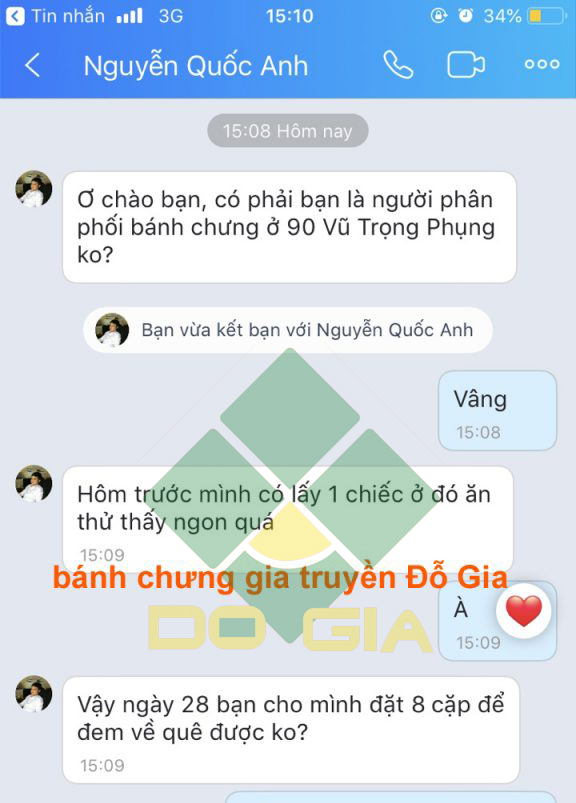 Tin nhắn 3G 15:10 34%
Nguyễn Quốc Anh
15:08 Hôm nay
Ơ chào bạn, có phải bạn là người phân
phối bánh chưng ở 90 Vũ Trọng Phụng
ko?
Bạn vừa kết bạn với Nguyễn Quốc Anh
Vâng
15:08
Hôm trước mình có lấy 1 chiếc ở đó ăn
thử thấy ngon quá
15:09
bánh chưng gia truyền Đỗ Gia
À
15:09
DO GIA
Vậy ngày 28 bạn cho mình đặt 8 cặp để
đem về quê được ko?
15:09